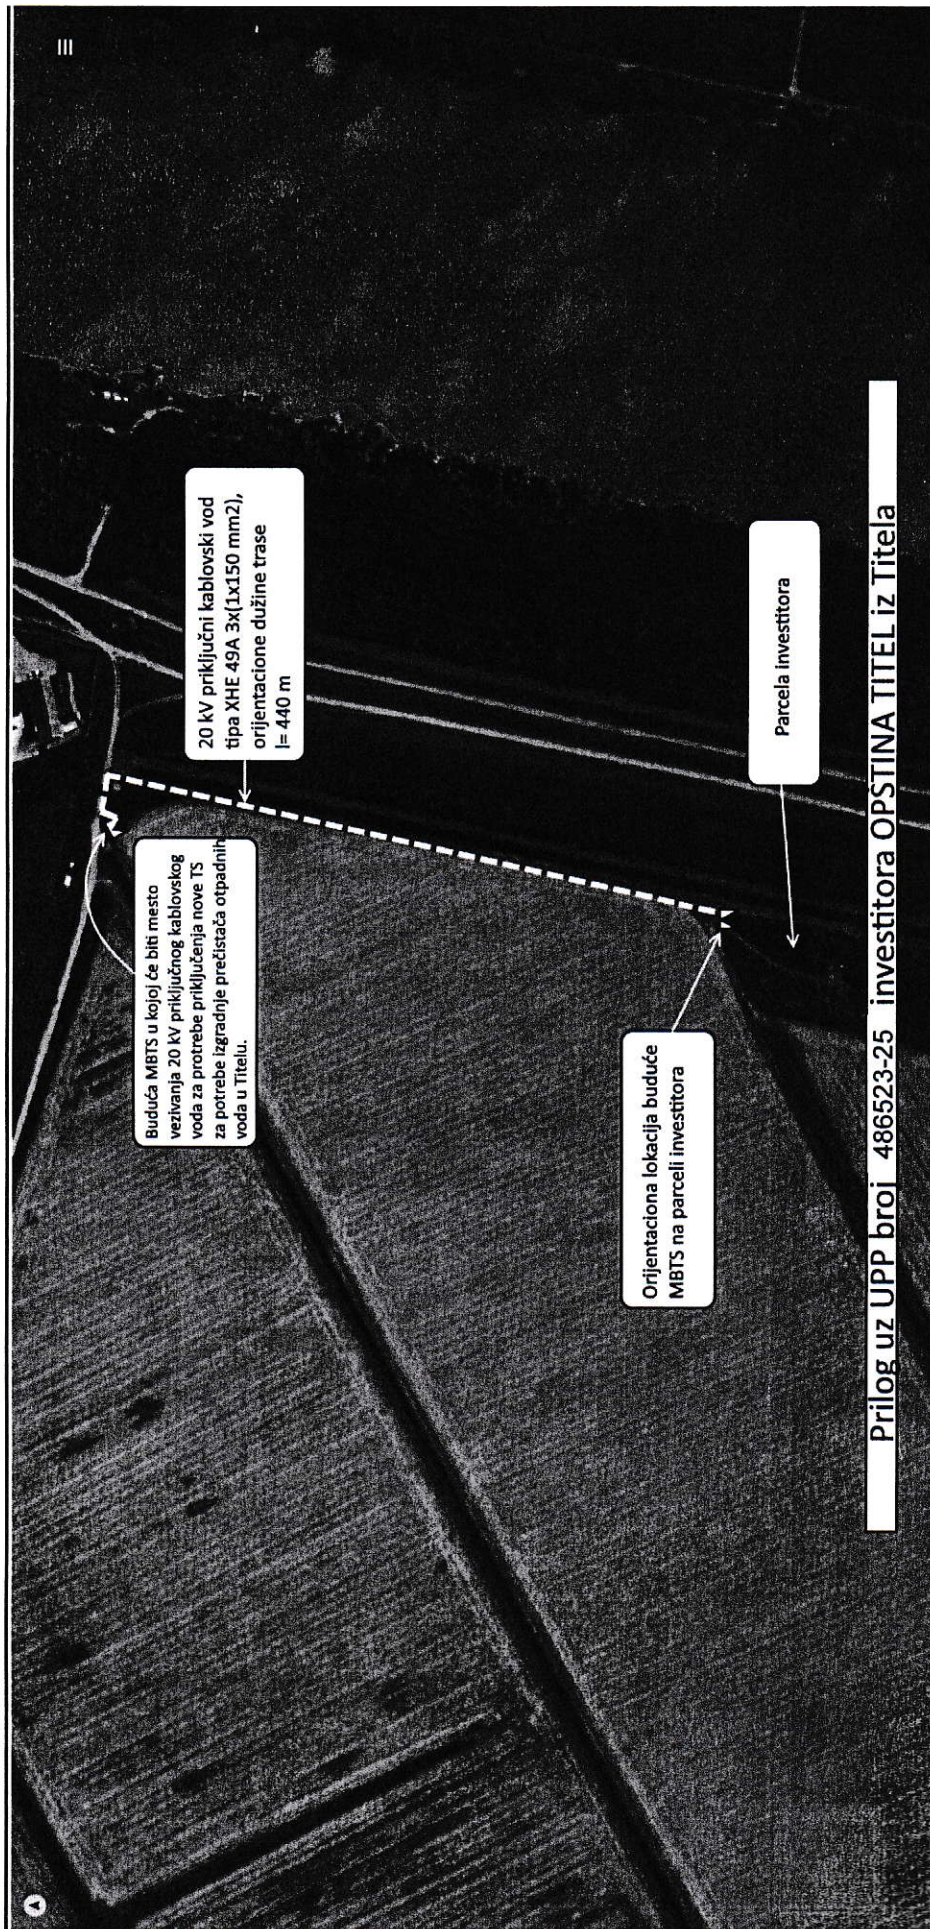 Buduća MBTS u kojoj će biti mesto
vezivanja 20 kV priključnog kablovskog
voda za protrebe priključenja nove TS
za potrebe izgradnje prečistača otpadnih
voda u Titelu.
20 kV priključni kablovski vod
tipa XHE 49A 3x(1x150 mm2),
orijentacione dužine trase
l= 440 m
Orijentaciona lokacija buduće
MBTS na parceli investitora
Parcela investitora
Prilog uz UPP broj 486523-25 investitora OPŠTINA TITEL iz Titela
A